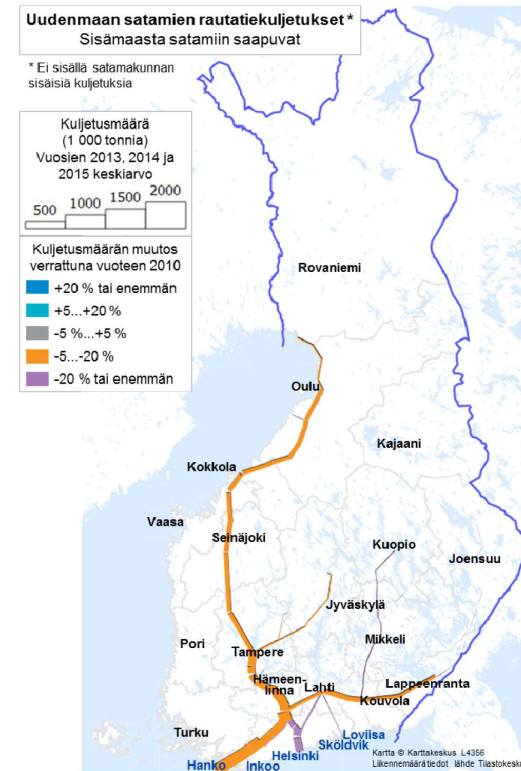 Uudenmaan satamien rautatiekuljetukset *
Sisämaasta satamiin saapuvat
* Ei sisällä satamakunnan
sisäisiä kuljetuksia
Kuljetusmäärä
(1 000 tonnia)
Vuosien 2013, 2014 ja
2015 keskiarvo
500 1000 1500 2000
Kuljetusmäärän muutos
verrattuna vuoteen 2010
+20 % tai enemmän
+5...+20 %
-5 %...+5 %
-5...-20 %
-20 % tai enemmän
Rovaniemi
Oulu
Kajaani
Kokkola
Vaasa
Seinäjoki
Kuopio
Joensuu
Jyväskylä
Pori
Tampere
Mikkeli
Hämeen-
linna
Lahti
Lappeenranta
Kouvola
Turku
Loviisa
Sköldvik
Helsinki
Hanko
Inkoo
Kartta © Karttakeskus L4356
Liikennemäärätiedot lähde Tilastokesku